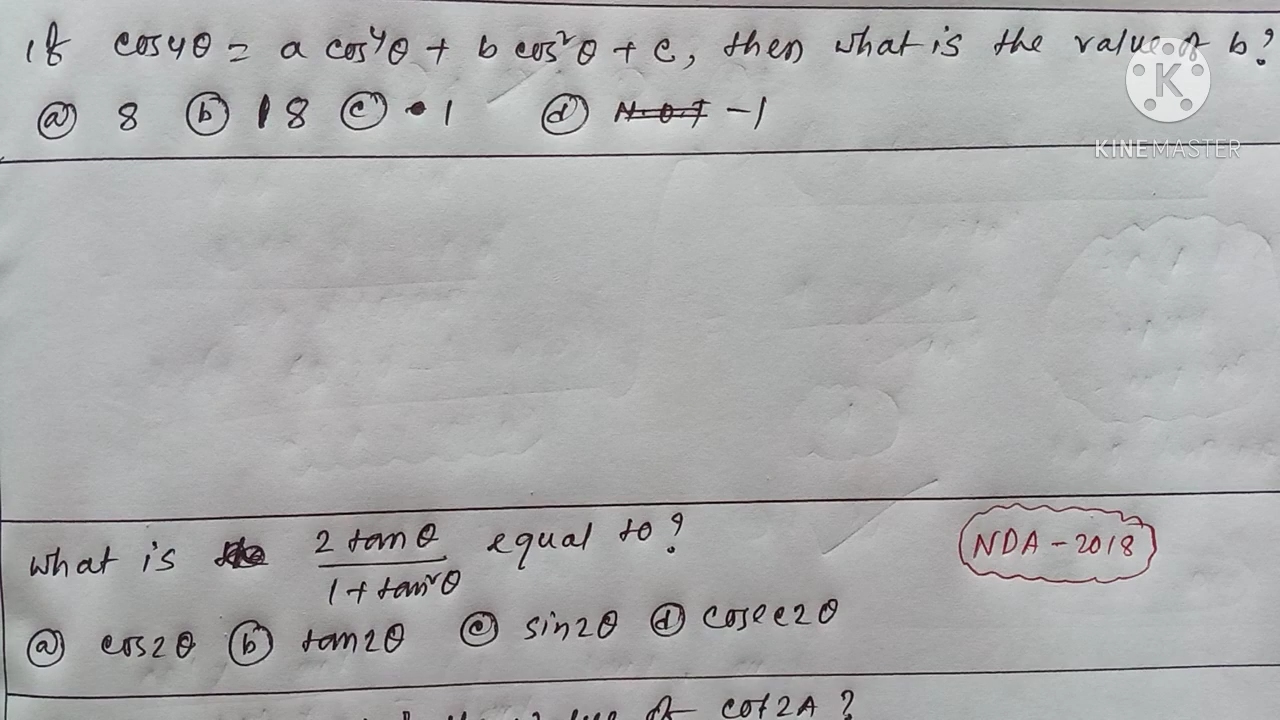 If cos4θ = a cos⁴θ + b cos²θ + c, then what is the value of b?
ⓐ 8 ⓑ 18 ⓒ 1 ⓓ N.O.T -1
KINEMASTER
What is 2 tanθ / 1 + tan²θ equal to?
NDA - 2018
ⓐ cos2θ ⓑ tan2θ ⓒ sin2θ ⓓ cosec2θ
of cot2A?